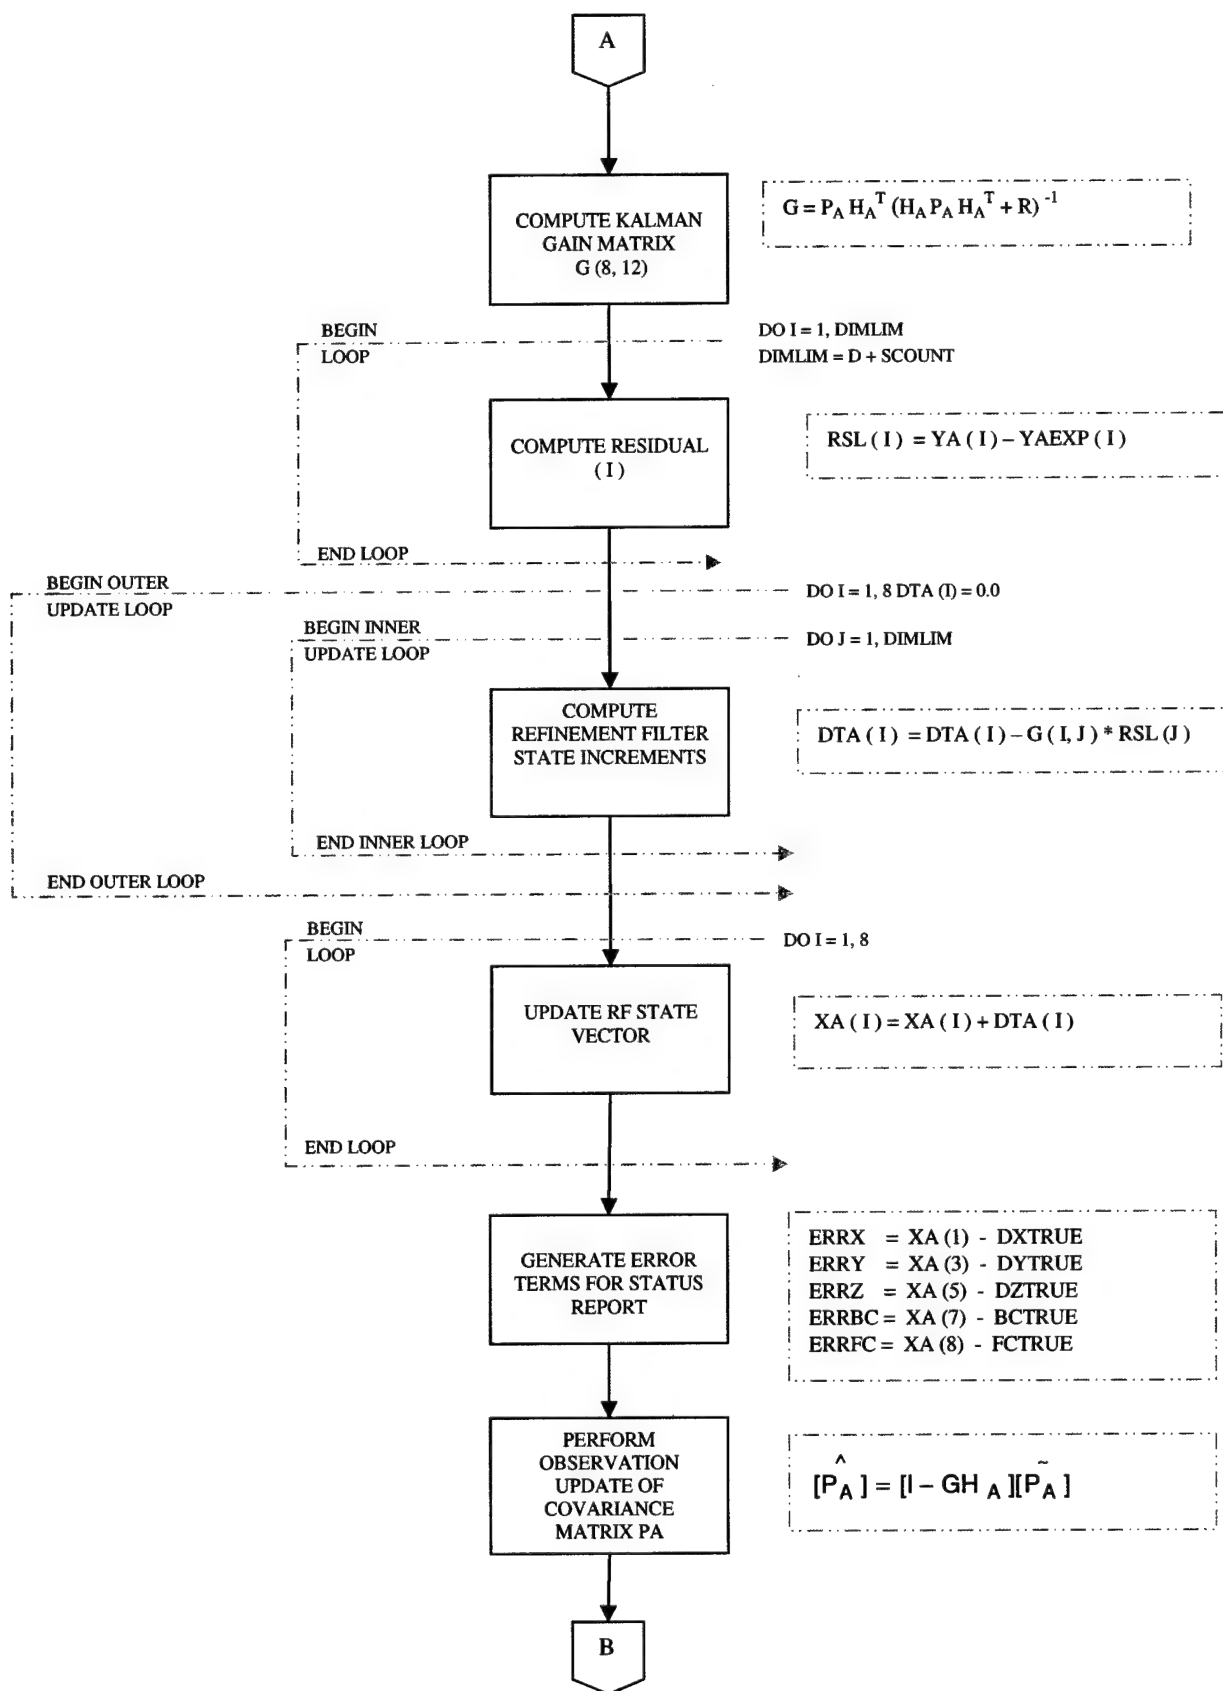 A
COMPUTE KALMAN
GAIN MATRIX
G (8, 12)
G = P_A H_A^T (H_A P_A H_A^T + R)^-1
BEGIN
LOOP
DO I = 1, DIMLIM
DIMLIM = D + SCOUNT
COMPUTE RESIDUAL
( I )
RSL ( I ) = YA ( I ) – YAEXP ( I )
END LOOP
BEGIN OUTER
UPDATE LOOP
DO I = 1, 8 DTA (I) = 0.0
BEGIN INNER
UPDATE LOOP
DO J = 1, DIMLIM
COMPUTE
REFINEMENT FILTER
STATE INCREMENTS
DTA ( I ) = DTA ( I ) – G ( I, J ) * RSL ( J )
END INNER LOOP
END OUTER LOOP
BEGIN
LOOP
DO I = 1, 8
UPDATE RF STATE
VECTOR
XA ( I ) = XA ( I ) + DTA ( I )
END LOOP
GENERATE ERROR
TERMS FOR STATUS
REPORT
ERRX = XA (1) - DXTRUE
ERRY = XA (3) - DYTRUE
ERRZ = XA (5) - DZTRUE
ERRBC = XA (7) - BCTRUE
ERRFC = XA (8) - FCTRUE
PERFORM
OBSERVATION
UPDATE OF
COVARIANCE
MATRIX PA
[P̂_A] = [I – GH_A][P̃_A]
B